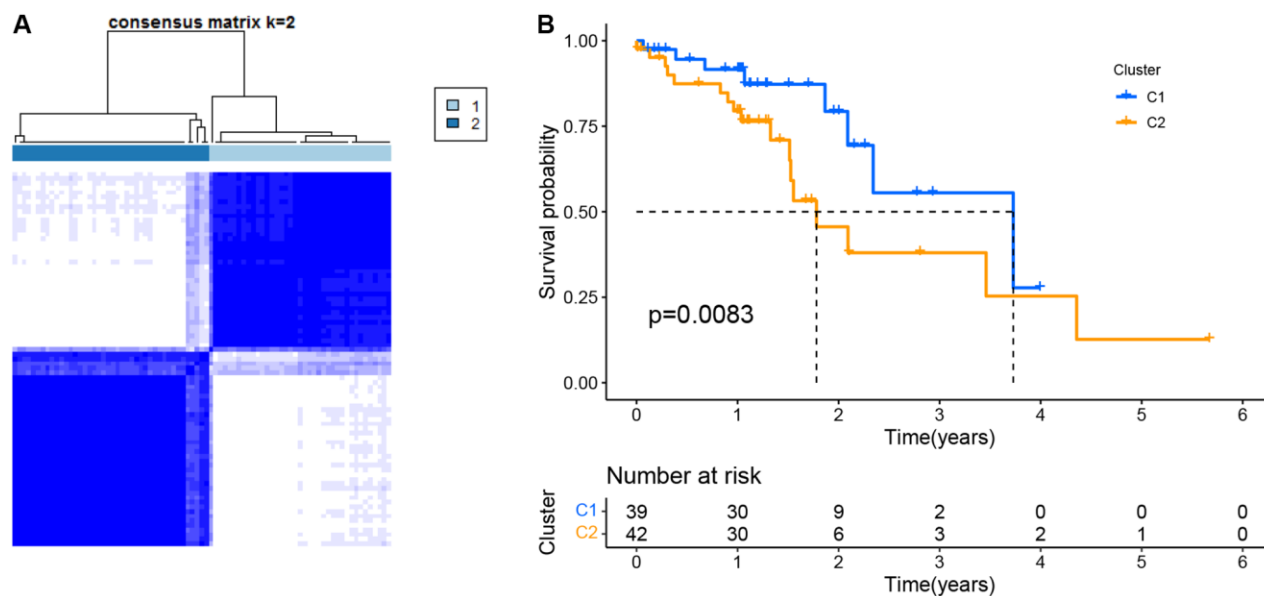 A
consensus matrix k=2
1
2
B
1.00
0.75
0.50
0.25
0.00
Survival probability
p=0.0083
Cluster
C1
C2
0 1 2 3 4 5 6
Time(years)
Number at risk
Cluster
C1 39 30 9 2 0 0 0
C2 42 30 6 3 2 1 0
0 1 2 3 4 5 6
Time(years)